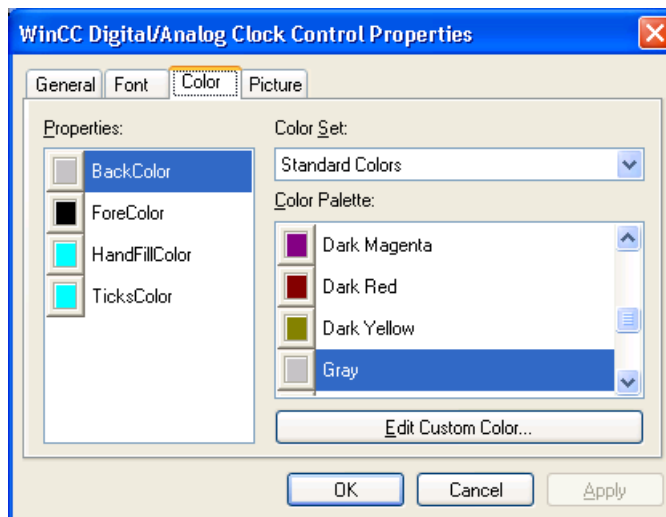 WinCC Digital/Analog Clock Control Properties
General Font Color Picture
Properties:
BackColor
ForeColor
HandFillColor
TicksColor
Color Set:
Standard Colors
Color Palette:
Dark Magenta
Dark Red
Dark Yellow
Gray
Edit Custom Color...
OK Cancel Apply